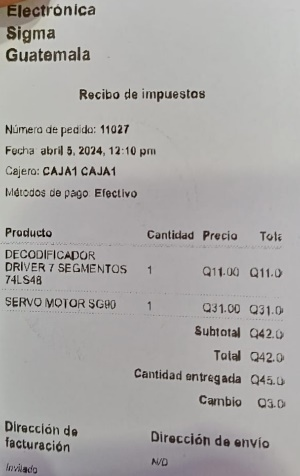 Electrónica
Sigma
Guatemala
Recibo de impuestos
Número de pedido: 11027
Fecha abril 5, 2024, 12:10 pm
Cajero: CAJA1 CAJA1
Métodos de pago Efectivo
Producto Cantidad Precio Tota
DECODIFICADOR
DRIVER 7 SEGMENTOS 1 Q11.00 Q11.0
74LS48
SERVO MOTOR SG90 1 Q31.00 Q31.0
Subtotal Q42.0
Total Q42.0
Cantidad entregada Q45.0
Cambio Q3.0
Dirección de
facturación
Dirección de envío
Invitado
N/D